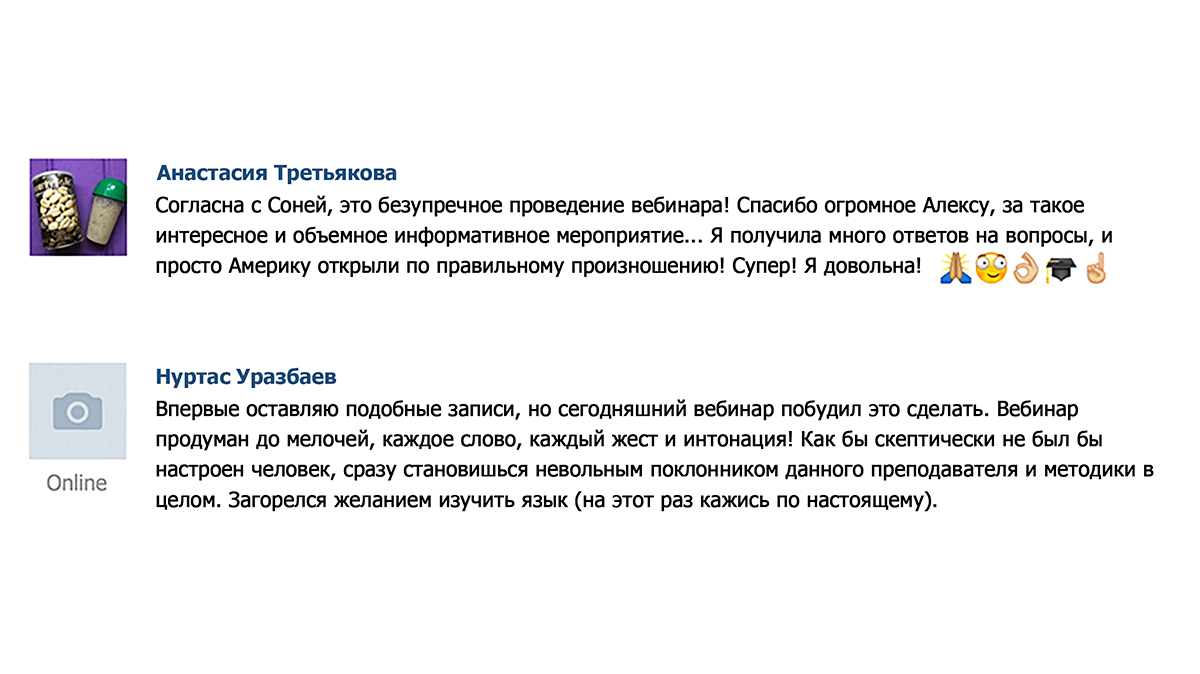 Анастасия Третьякова
Согласна с Соней, это безупречное проведение вебинара! Спасибо огромное Алексу, за такое
интересное и объемное информативное мероприятие... Я получила много ответов на вопросы, и
просто Америку открыли по правильному произношению! Супер! Я довольна! 🙏😳👌🎓☝
Нуртас Уразбаев
Впервые оставляю подобные записи, но сегодняшний вебинар побудил это сделать. Вебинар
продуман до мелочей, каждое слово, каждый жест и интонация! Как бы скептически не был бы
настроен человек, сразу становишься невольным поклонником данного преподавателя и методики в
целом. Загорелся желанием изучить язык (на этот раз кажись по настоящему).
Online